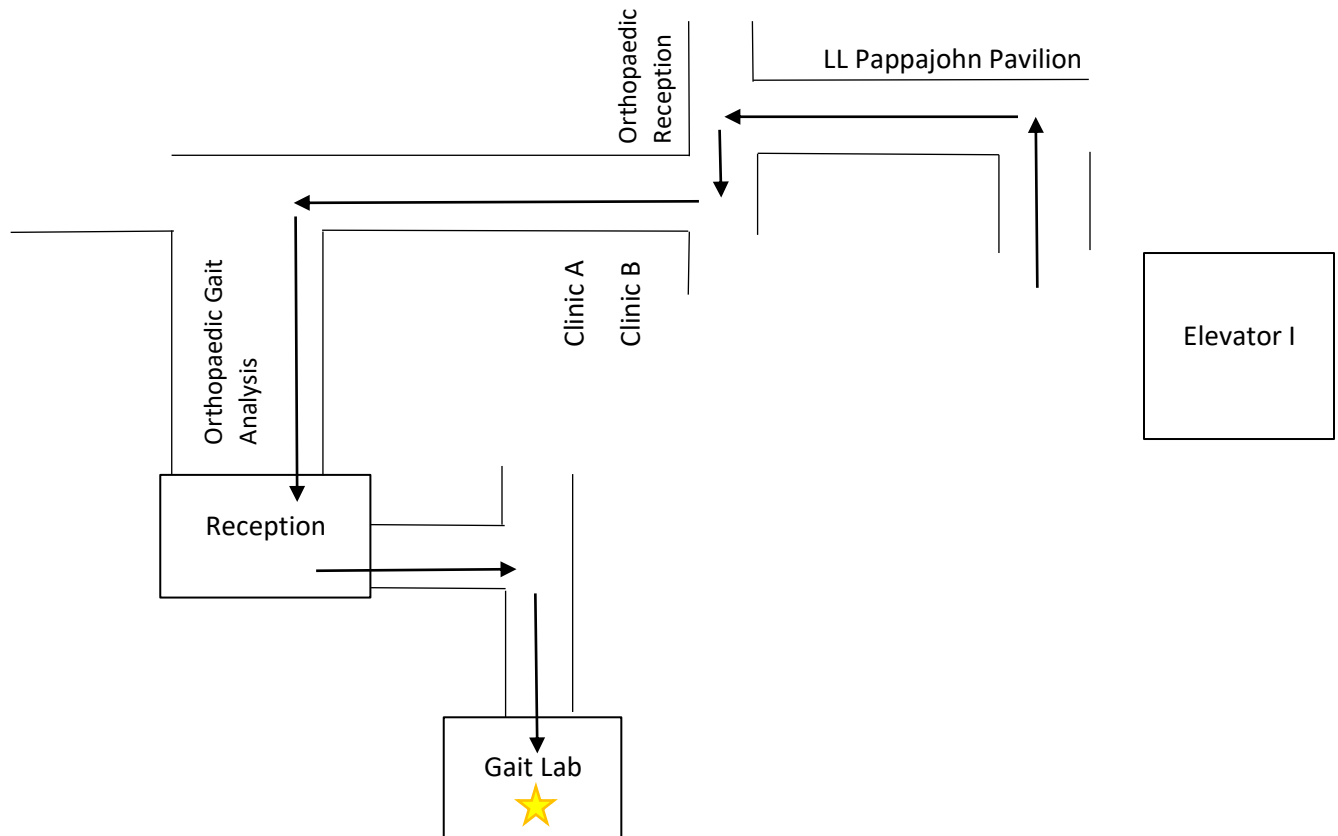 LL Pappajohn Pavilion
Orthopaedic
Reception
Orthopaedic Gait
Analysis
Clinic A
Clinic B
Elevator I
Reception
Gait Lab